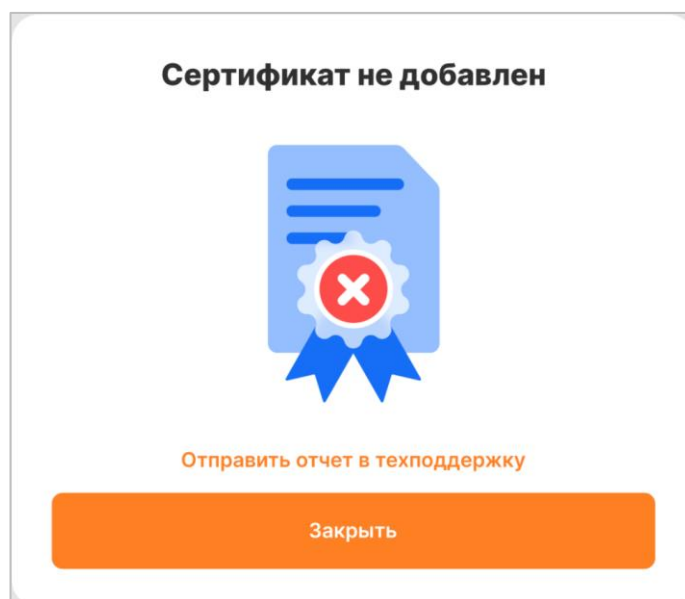 Сертификат не добавлен
Отправить отчет в техподдержку
Закрыть